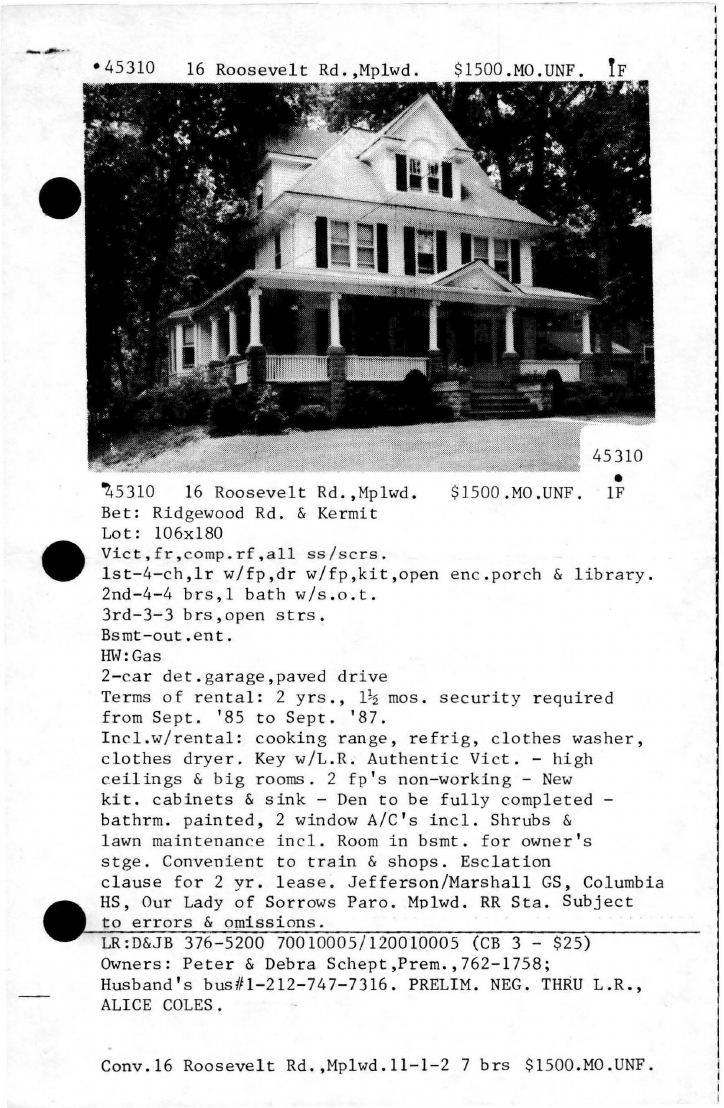 •45310 16 Roosevelt Rd.,Mplwd. $1500.MO.UNF. 1F
45310
45310 16 Roosevelt Rd.,Mplwd. $1500.MO.UNF. 1F
Bet: Ridgewood Rd. & Kermit
Lot: 106x180
Vict,fr,comp.rf,all ss/scrs.
1st-4-ch,lr w/fp,dr w/fp,kit,open enc.porch & library.
2nd-4-4 brs,1 bath w/s.o.t.
3rd-3-3 brs,open strs.
Bsmt-out.ent.
HW:Gas
2-car det.garage,paved drive
Terms of rental: 2 yrs., 1½ mos. security required
from Sept. '85 to Sept. '87.
Incl.w/rental: cooking range, refrig, clothes washer,
clothes dryer. Key w/L.R. Authentic Vict. - high
ceilings & big rooms. 2 fp's non-working - New
kit. cabinets & sink - Den to be fully completed -
bathrm. painted, 2 window A/C's incl. Shrubs &
lawn maintenance incl. Room in bsmt. for owner's
stge. Convenient to train & shops. Esclation
clause for 2 yr. lease. Jefferson/Marshall GS, Columbia
HS, Our Lady of Sorrows Paro. Mplwd. RR Sta. Subject
to errors & omissions.
LR:D&JB 376-5200 70010005/120010005 (CB 3 - $25)
Owners: Peter & Debra Schept,Prem.,762-1758;
Husband's bus#1-212-747-7316. PRELIM. NEG. THRU L.R.,
ALICE COLES.
Conv.16 Roosevelt Rd.,Mplwd.11-1-2 7 brs $1500.MO.UNF.